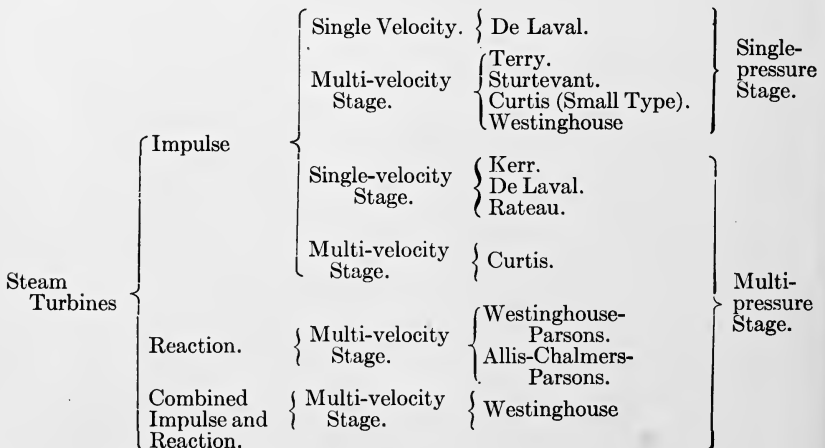 Single Velocity. De Laval.
Multi-velocity Stage. Terry.
Sturtevant.
Curtis (Small Type).
Westinghouse
Single-pressure Stage.
Impulse
Single-velocity Stage. Kerr.
De Laval.
Rateau.
Multi-velocity Stage. Curtis.
Steam Turbines
Reaction. Multi-velocity Stage. Westinghouse-Parsons.
Allis-Chalmers-Parsons.
Multi-pressure Stage.
Combined Impulse and Reaction. Multi-velocity Stage. Westinghouse